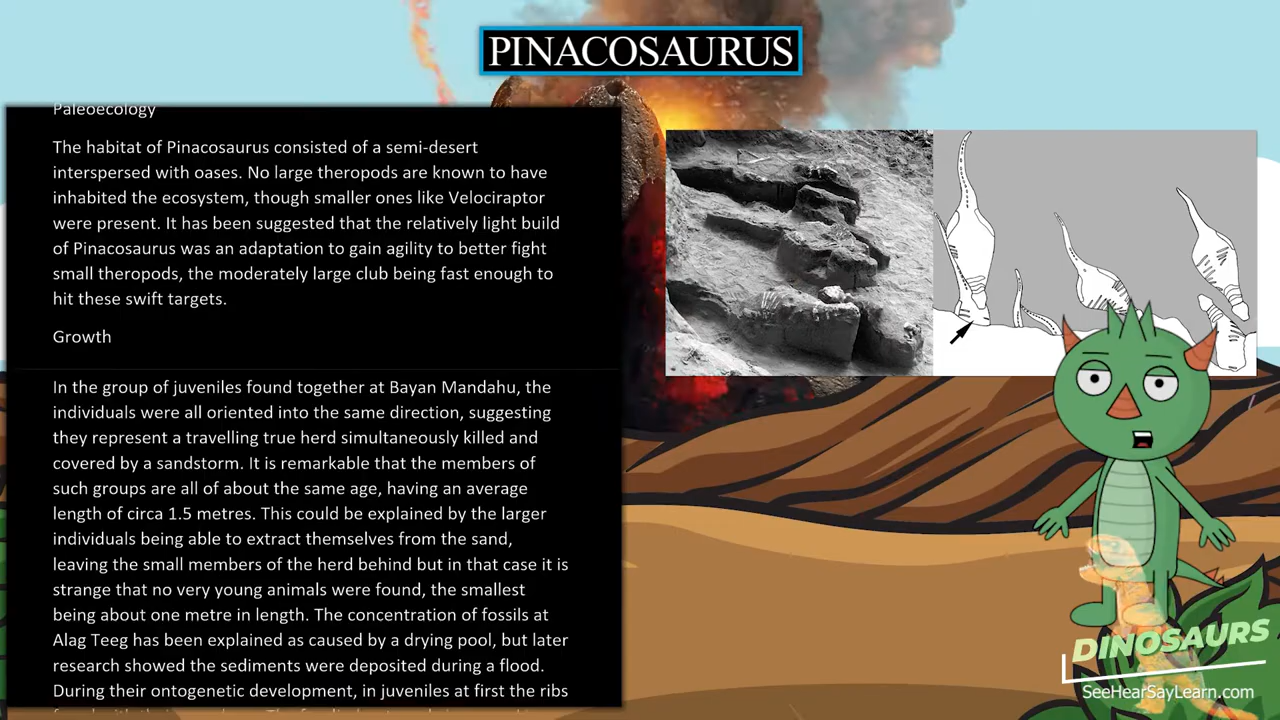 PINACOSAURUS
Paleoecology
The habitat of Pinacosaurus consisted of a semi-desert
interspersed with oases. No large theropods are known to have
inhabited the ecosystem, though smaller ones like Velociraptor
were present. It has been suggested that the relatively light build
of Pinacosaurus was an adaptation to gain agility to better fight
small theropods, the moderately large club being fast enough to
hit these swift targets.
Growth
In the group of juveniles found together at Bayan Mandahu, the
individuals were all oriented into the same direction, suggesting
they represent a travelling true herd simultaneously killed and
covered by a sandstorm. It is remarkable that the members of
such groups are all of about the same age, having an average
length of circa 1.5 metres. This could be explained by the larger
individuals being able to extract themselves from the sand,
leaving the small members of the herd behind but in that case it is
strange that no very young animals were found, the smallest
being about one metre in length. The concentration of fossils at
Alag Teeg has been explained as caused by a drying pool, but later
research showed the sediments were deposited during a flood.
During their ontogenetic development, in juveniles at first the ribs
DINOSAURS
SeeHearSayLearn.com